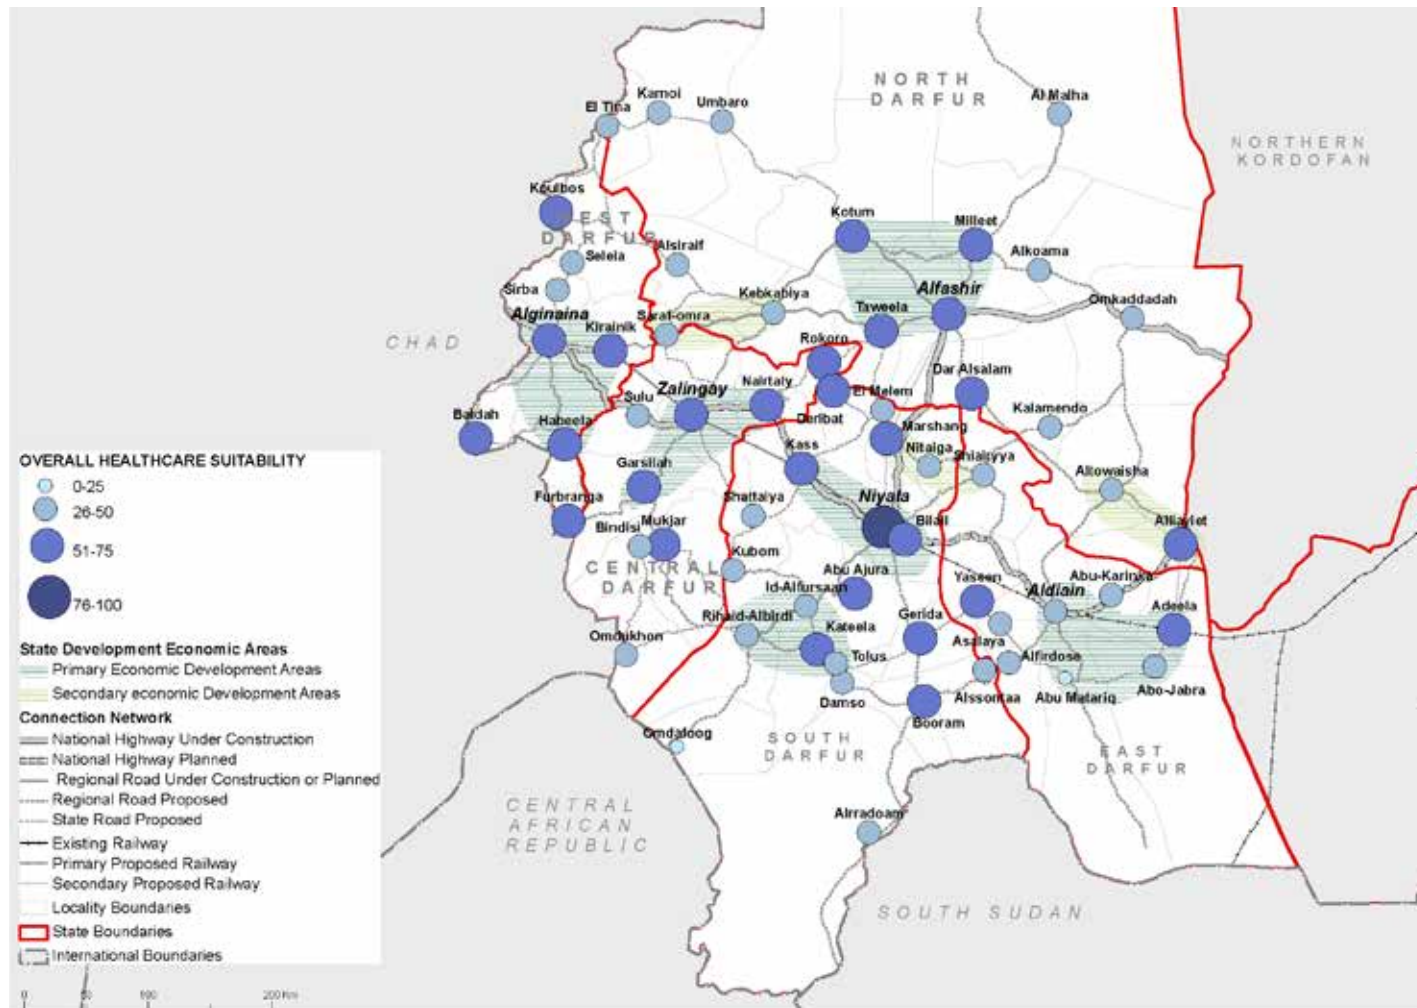 NORTH
DARFUR
Al Malha
Karnoi
Umbaro
El Tina
NORTHERN
KORDOFAN
Koulbos
WEST
DARFUR
Kotum
Milleet
Alsiraif
Selela
Alkoama
Sirba
Kebkabiya
Alfashir
Omkaddadah
Alginaina
Kirainik
Saraf-omra
Taweela
CHAD
Rokoro
Zalingay
Nairtaly
Dar Alsalam
El Melem
Sulu
Deribat
Kalamendo
Baidah
Habeela
Marshang
Kass
Nitaiga
Shiairyya
Garsilah
Altowaisha
Furbranga
Shattaiya
Niyala
Bilail
Alliayiet
Bindisi
Mukjar
Kubom
CENTRAL
DARFUR
Abu Ajura
Id-Alfursaan
Yaseen
Aldiain
Abu-Karinka
Rihaid-Albirdi
Gerida
Adeela
Omdukhon
Kateela
Asalaya
Tolus
Alfirdose
Damso
Alssontaa
Abu Matariq
Abo-Jabra
Booram
Omdafoog
SOUTH
DARFUR
EAST
DARFUR
CENTRAL
AFRICAN
REPUBLIC
Alrradoam
SOUTH SUDAN
OVERALL HEALTHCARE SUITABILITY
0-25
26-50
51-75
76-100
State Development Economic Areas
Primary Economic Development Areas
Secondary economic Development Areas
Connection Network
National Highway Under Construction
National Highway Planned
Regional Road Under Construction or Planned
Regional Road Proposed
State Road Proposed
Existing Railway
Primary Proposed Railway
Secondary Proposed Railway
Locality Boundaries
State Boundaries
International Boundaries
0 50 100 200 Km